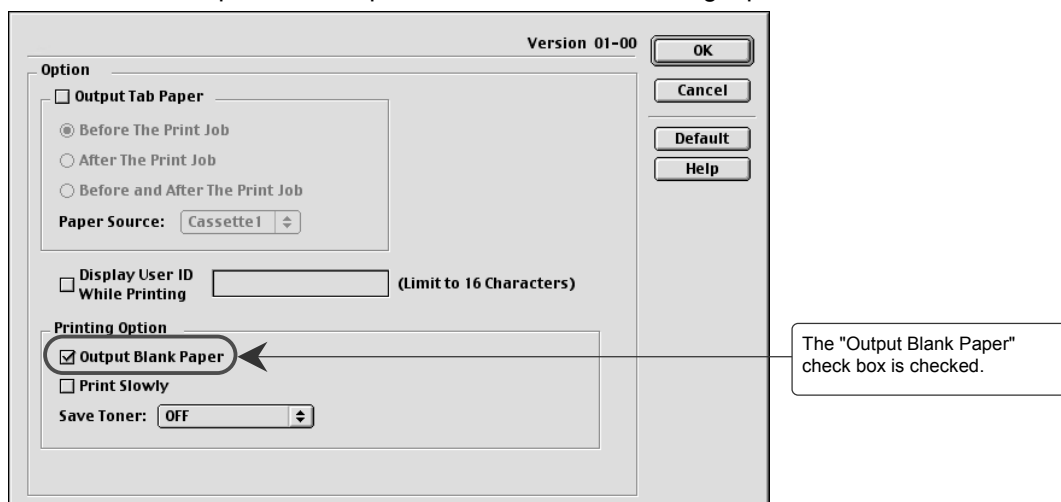 Version 01-00
OK
Option
Cancel
Output Tab Paper
Before The Print Job
Default
After The Print Job
Help
Before and After The Print Job
Paper Source: Cassette1
Display User ID
While Printing
(Limit to 16 Characters)
Printing Option
Output Blank Paper
The "Output Blank Paper"
check box is checked.
Print Slowly
Save Toner: OFF